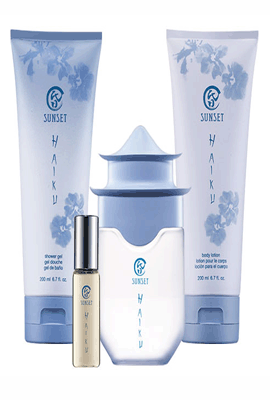 SUNSET
HAIKU
shower gel
gel douche
gel de baño
200 ml 6.7 fl. oz.
SUNSET
HAIKU
body lotion
lotion pour le corps
loción para el cuerpo
200 ml 6.7 fl. oz.
SUNSET
HAIKU
SUNSET
HAIKU